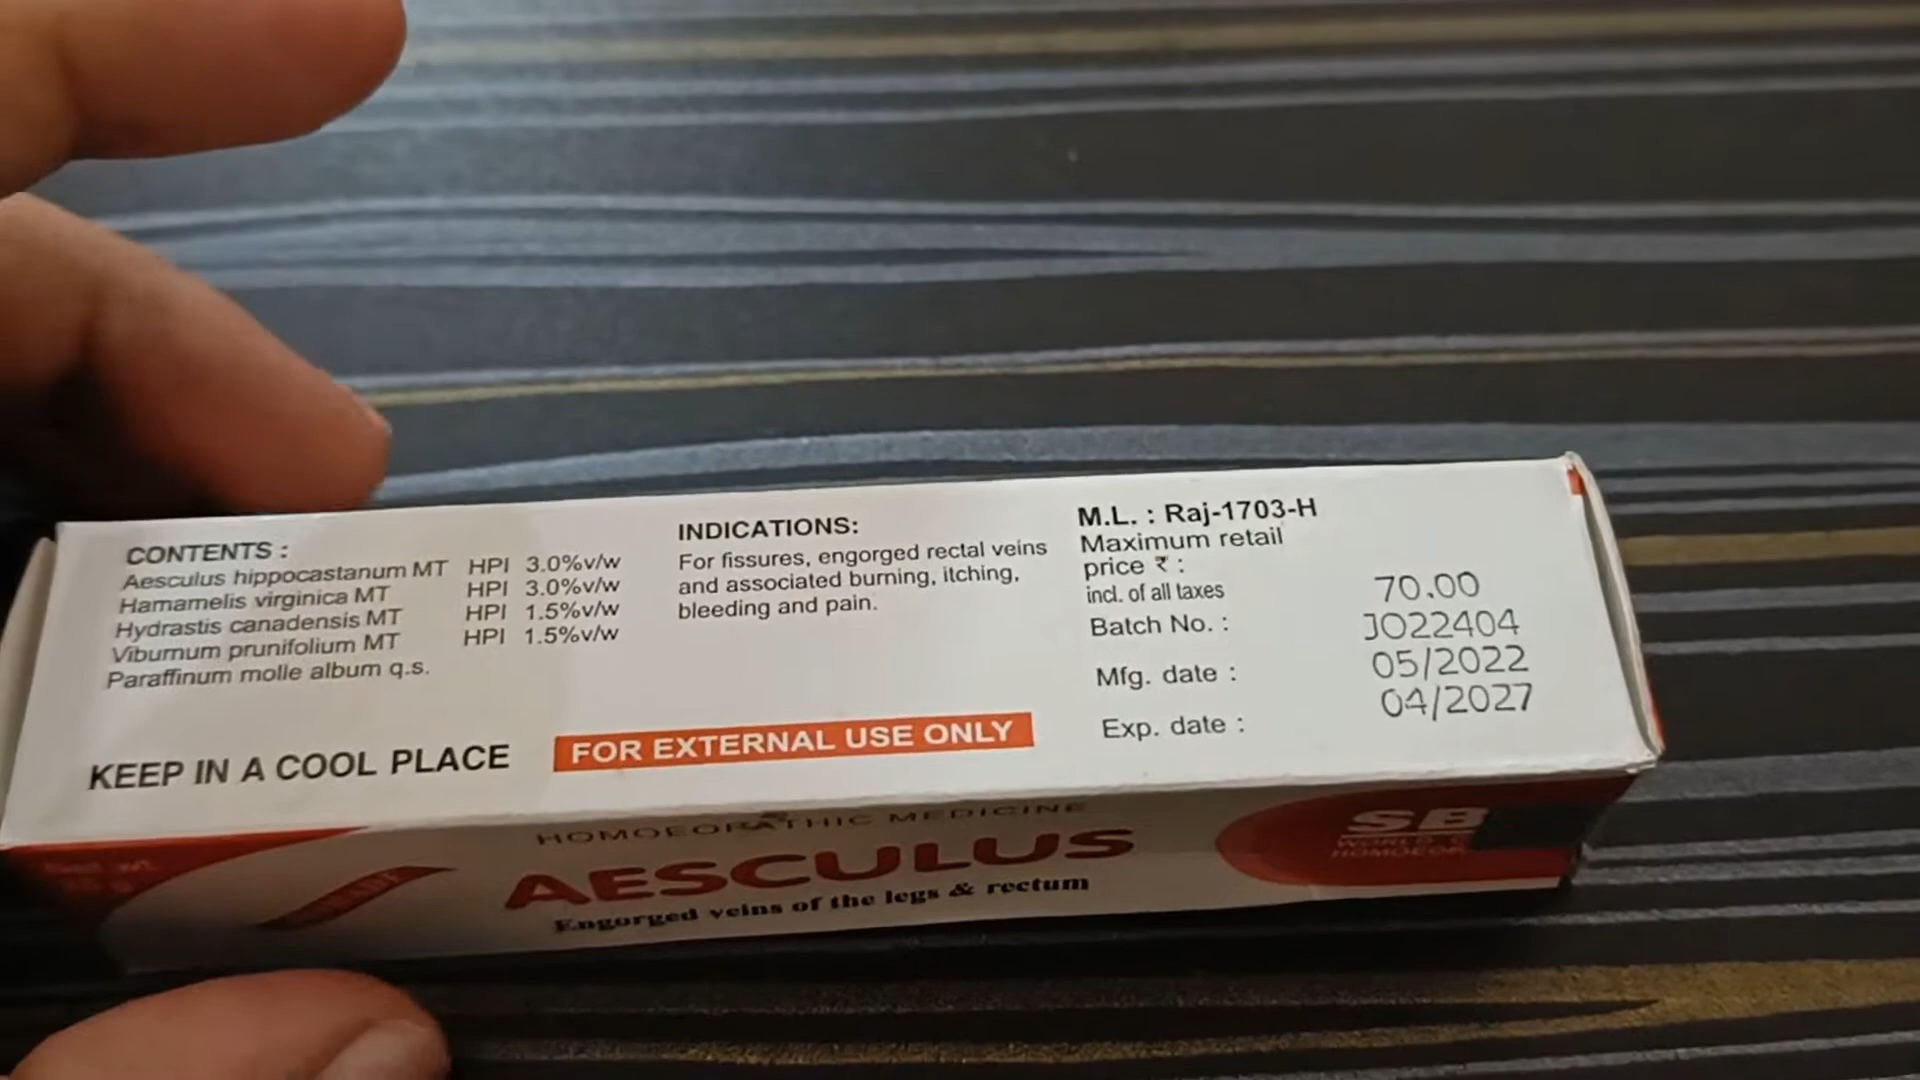 CONTENTS :
Aesculus hippocastanum MT HPI 3.0%v/w
Hamamelis virginica MT HPI 3.0%v/w
Hydrastis canadensis MT HPI 1.5%v/w
Viburnum prunifolium MT HPI 1.5%v/w
Paraffinum molle album q.s.
KEEP IN A COOL PLACE
INDICATIONS:
For fissures, engorged rectal veins
and associated burning, itching,
bleeding and pain.
FOR EXTERNAL USE ONLY
M.L. : Raj-1703-H
Maximum retail
price ₹ :
incl. of all taxes 70.00
Batch No. : JO22404
Mfg. date : 05/2022
Exp. date : 04/2027
HOMOEOPATHIC MEDICINE
AESCULUS
Engorged veins of the legs & rectum
SB
WORLD